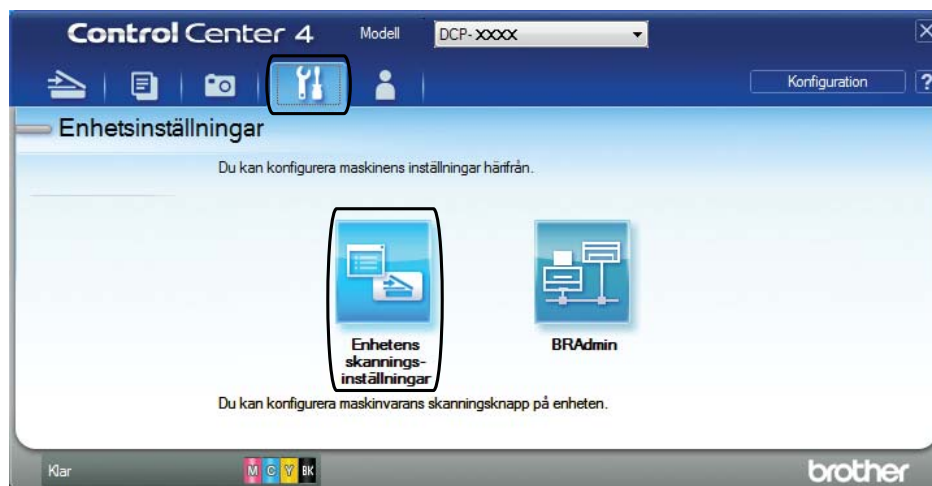 Control Center 4
Modell
DCP-XXXX
Konfiguration
?
Enhetsinställningar
Du kan konfigurera maskinens inställningar härifrån.
Enhetens
skannings-
inställningar
BRAdmin
Du kan konfigurera maskinvarans skanningsknapp på enheten.
Klar
M C Y BK
brother